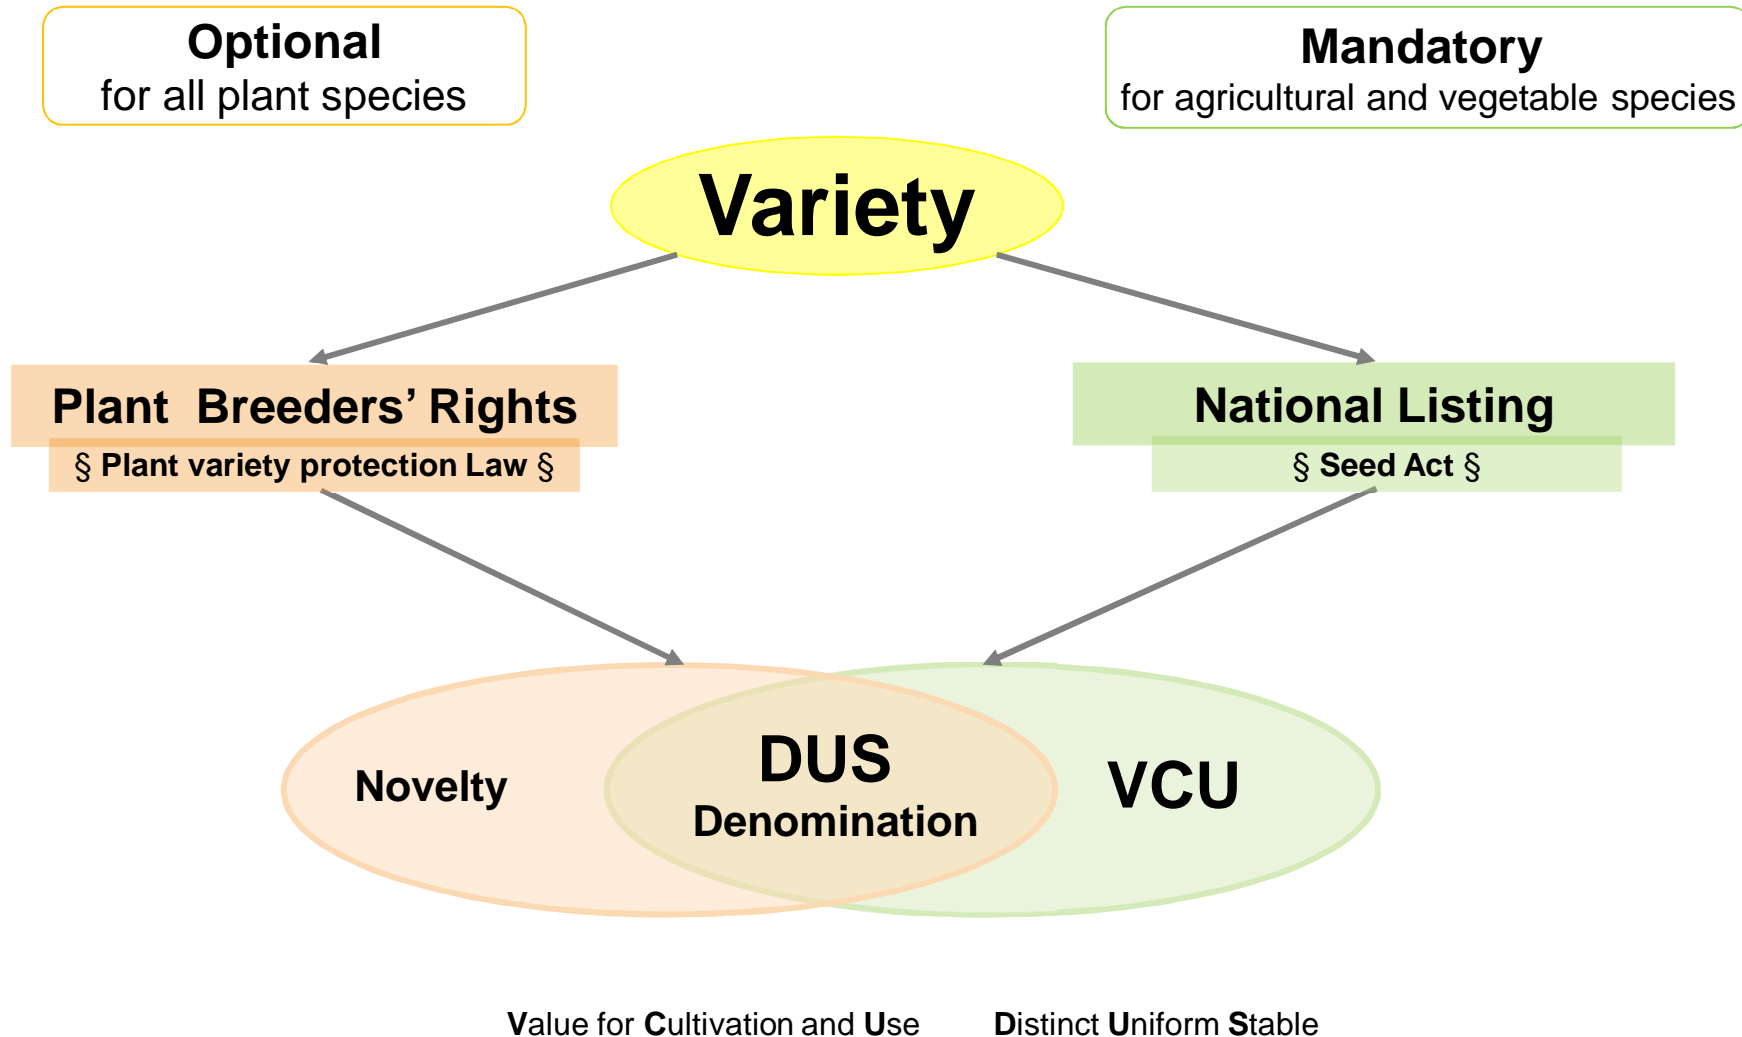 Optional
for all plant species
Mandatory
for agricultural and vegetable species
Variety
Plant Breeders’ Rights
§ Plant variety protection Law §
National Listing
§ Seed Act §
Novelty
DUS
Denomination
VCU
Value for Cultivation and Use
Distinct Uniform Stable